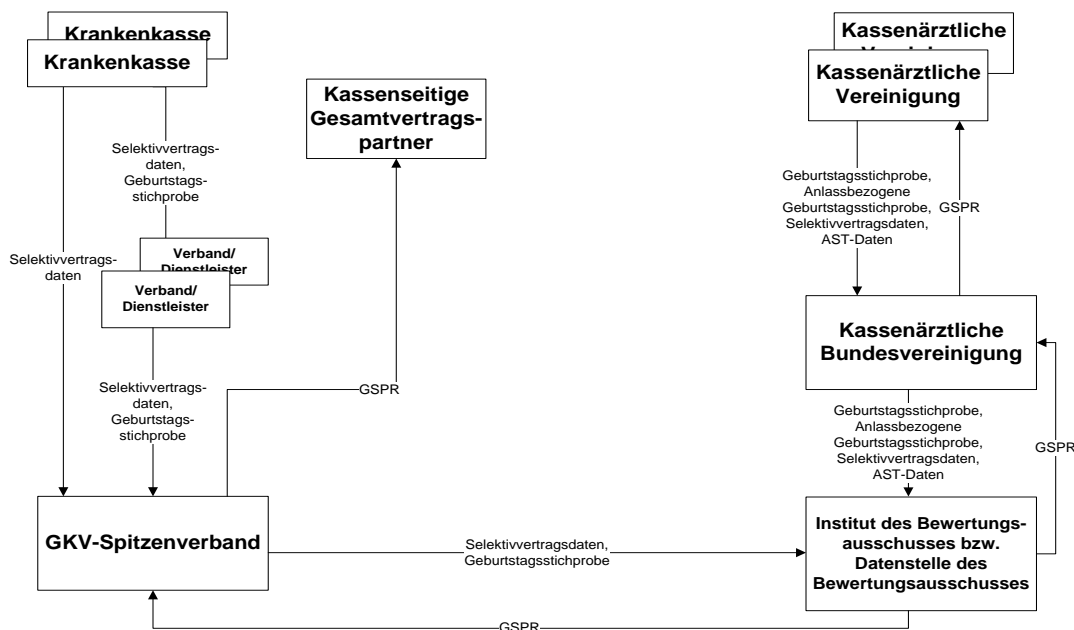 Krankenkasse
Krankenkasse
Kassenärztliche
Kassenärztliche
Vereinigung
Kassenseitige
Gesamtvertrags-
partner
Selektivvertrags-
daten,
Geburtstags-
stichprobe
Geburtstagsstichprobe,
Anlassbezogene
Geburtstagsstichprobe,
Selektivvertragsdaten,
AST-Daten
GSPR
Selektivvertrags-
daten
Verband/
Dienstleister
Verband/
Dienstleister
Kassenärztliche
Bundesvereinigung
Selektivvertrags-
daten,
Geburtstags-
stichprobe
GSPR
Geburtstagsstichprobe,
Anlassbezogene
Geburtstagsstichprobe,
Selektivvertragsdaten,
AST-Daten
GSPR
GKV-Spitzenverband
Selektivvertragsdaten,
Geburtstagsstichprobe
Institut des Bewertungs-
ausschusses bzw.
Datenstelle des
Bewertungsausschusses
GSPR